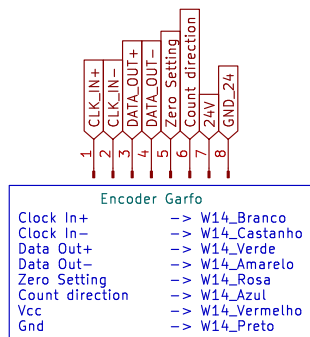 CLK_IN+
CLK_IN-
DATA_OUT+
DATA_OUT-
Zero Setting
Count direction
24V
GND_24
1
2
3
4
5
6
7
8
Encoder Garfo
Clock In+ -> W14_Branco
Clock In- -> W14_Castanho
Data Out+ -> W14_Verde
Data Out- -> W14_Amarelo
Zero Setting -> W14_Rosa
Count direction -> W14_Azul
Vcc -> W14_Vermelho
Gnd -> W14_Preto